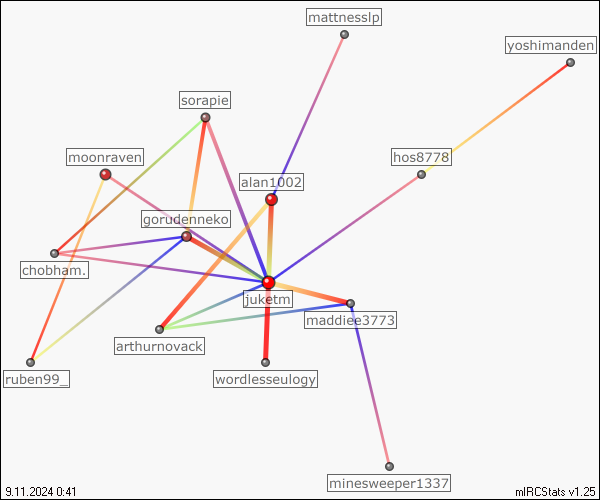 mattnesslp
yoshimanden
sorapie
moonraven
hos8778
alan1002
gorudenneko
chobham.
juketm
maddiee3773
arthurnovack
ruben99_
wordlesseulogy
minesweeper1337
9.11.2024 0:41
mIRCStats v1.25